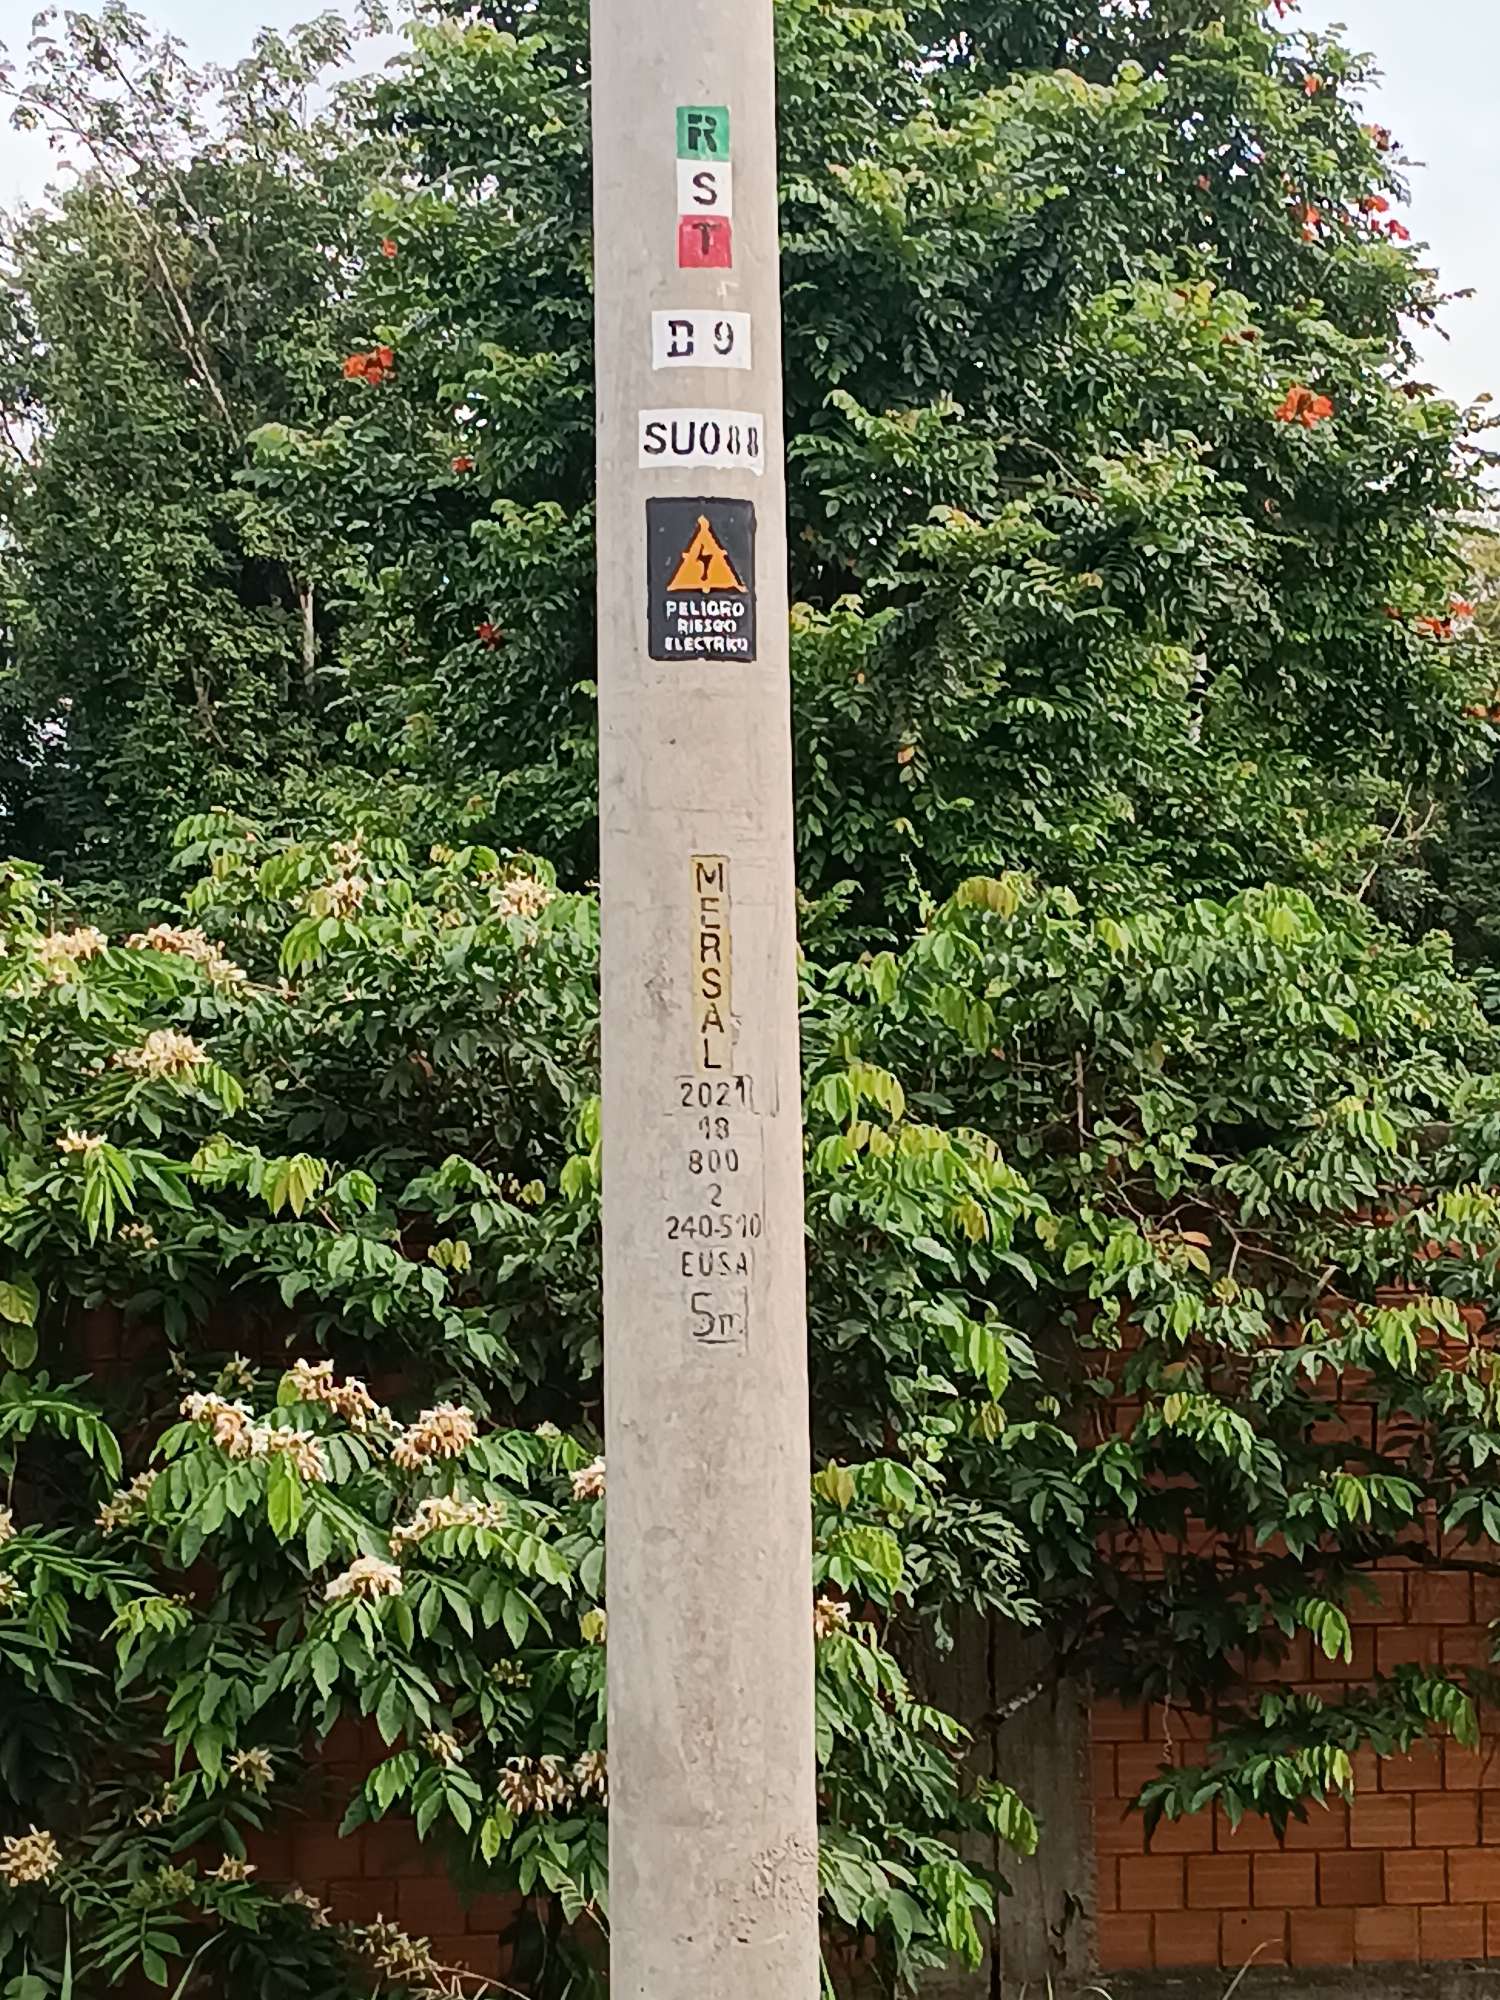 R
S
T
D 9
SU088
PELIGRO
RIESGO
ELECTRICO
MERSAL
2021
18
800
2
240-510
EUSA
5m